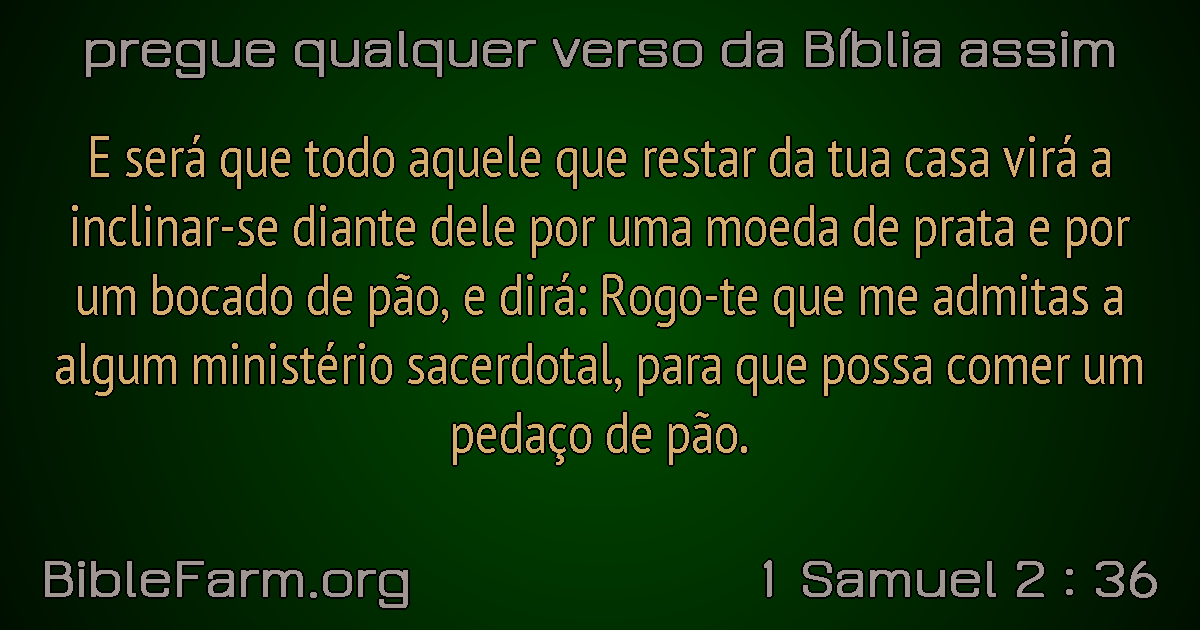 pregue qualquer verso da Bíblia assim
E será que todo aquele que restar da tua casa virá a
inclinar-se diante dele por uma moeda de prata e por
um bocado de pão, e dirá: Rogo-te que me admitas a
algum ministério sacerdotal, para que possa comer um
pedaço de pão.
BibleFarm.org
1 Samuel 2 : 36